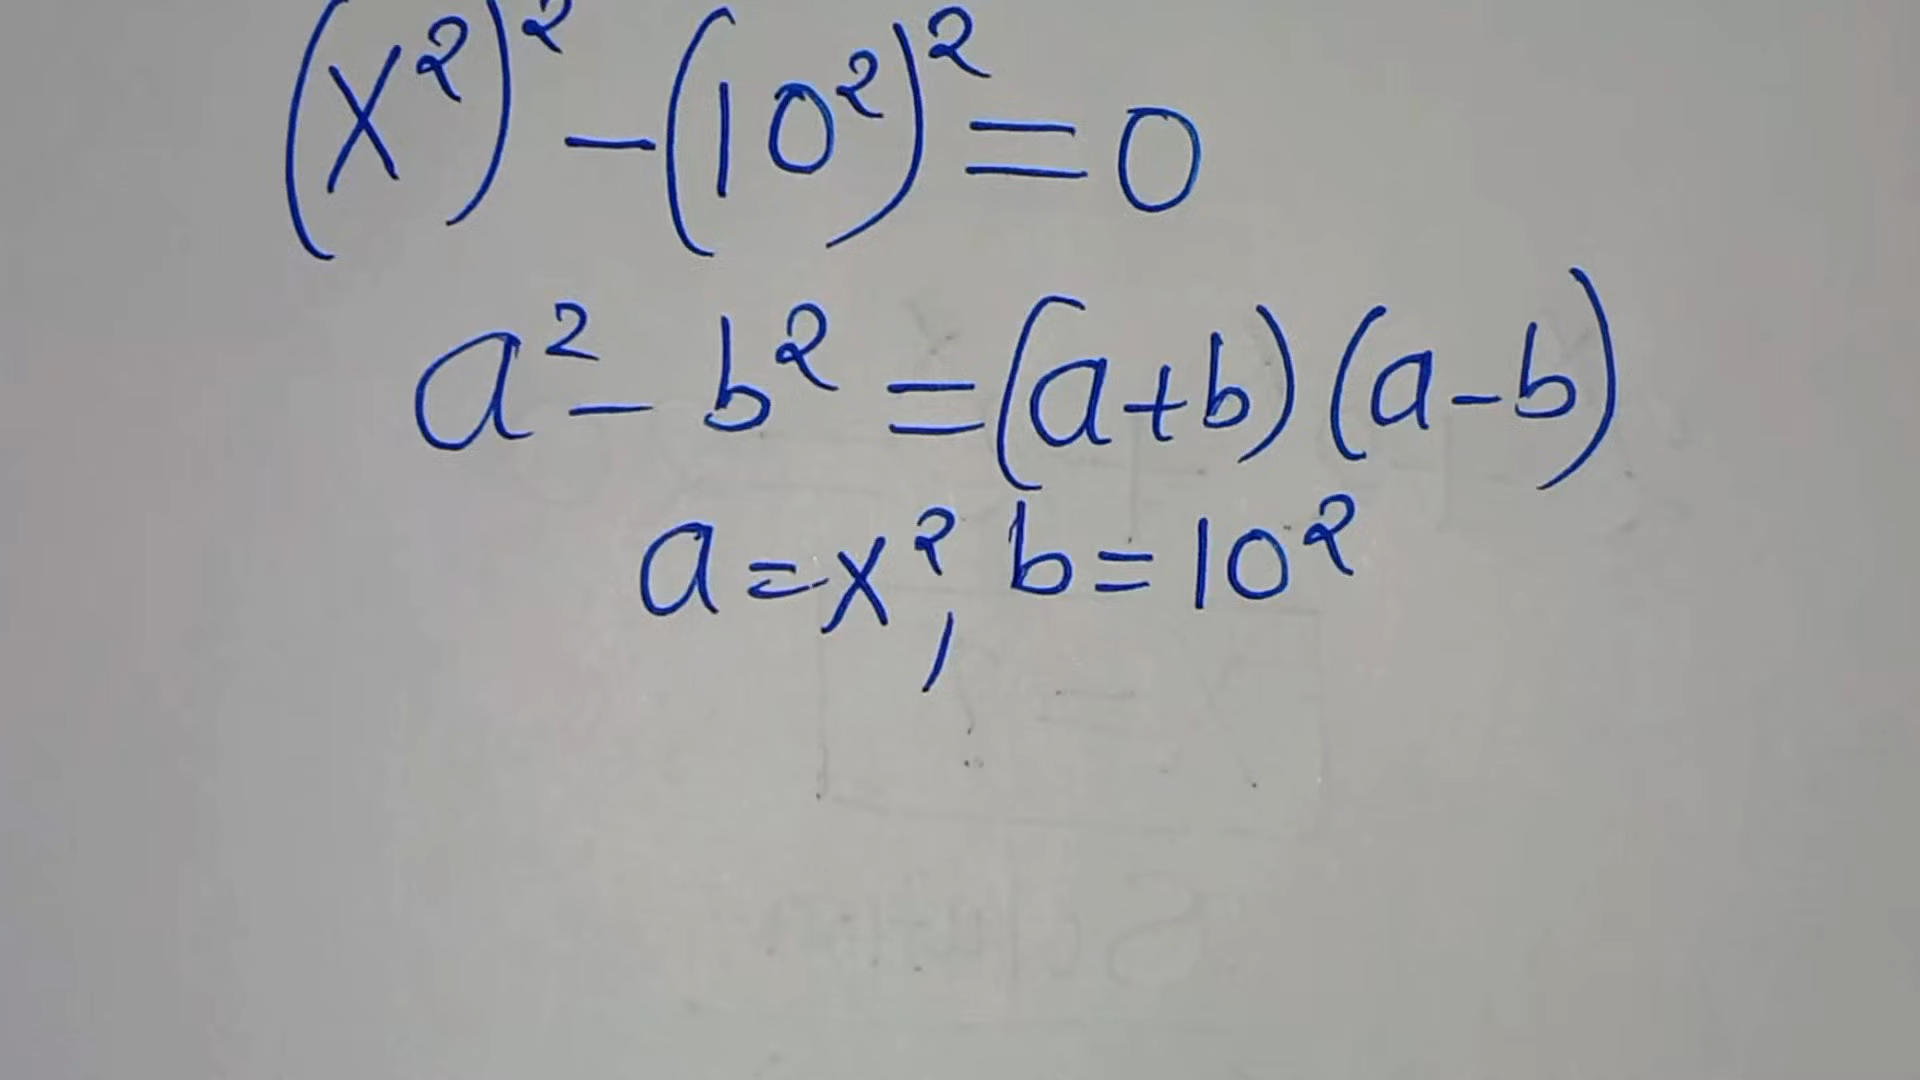 (x²)² – (10²)² = 0
a² – b² = (a+b) (a–b)
a = x², b = 10²